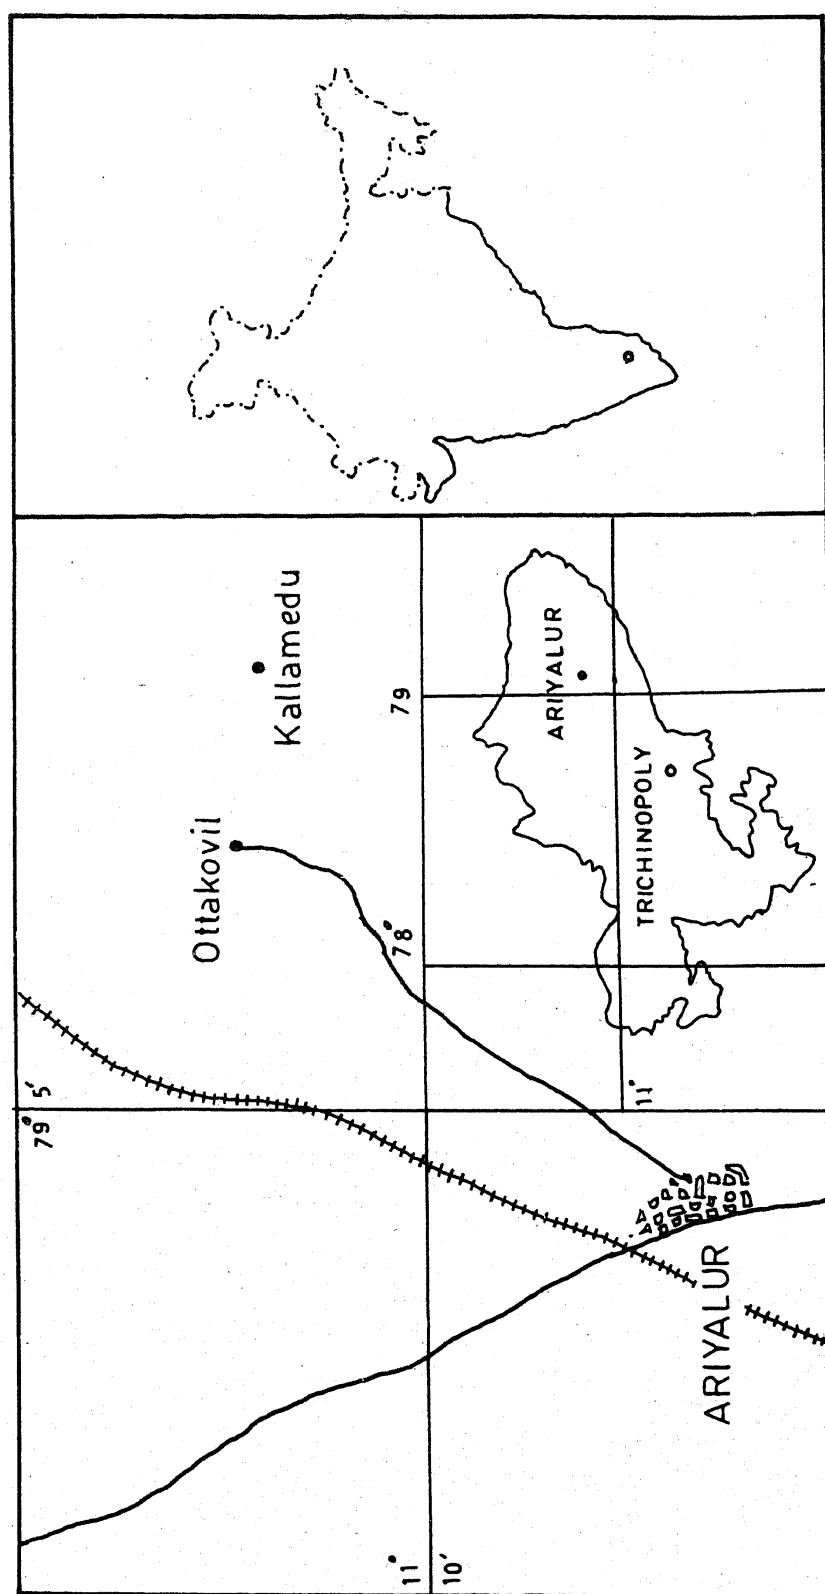 Kallamedu
Ottakovil
79
78°
ARIYALUR
TRICHINOPOLY
11°
79° 5'
ARIYALUR
11°
10'